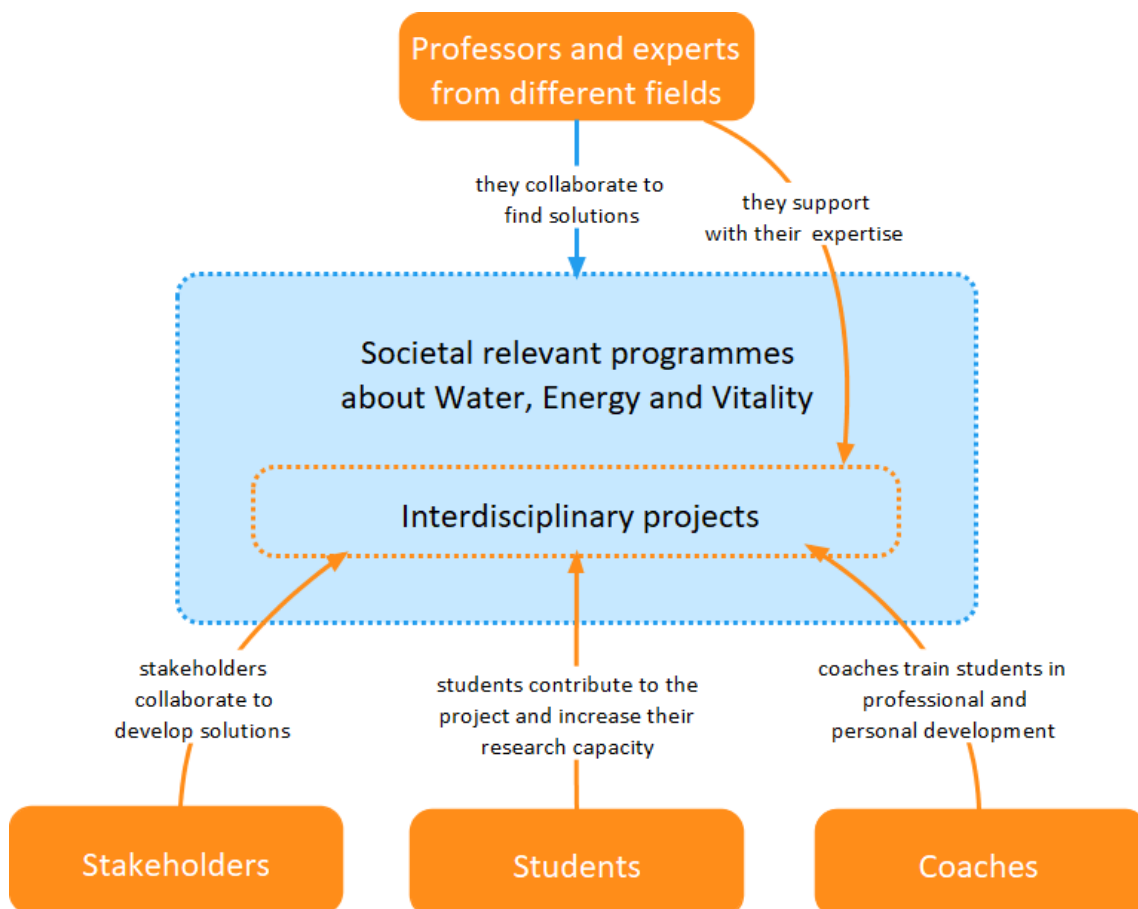 Professors and experts
from different fields
they collaborate to
find solutions
they support
with their expertise
Societal relevant programmes
about Water, Energy and Vitality
Interdisciplinary projects
stakeholders
collaborate to
develop solutions
students contribute to the
project and increase their
research capacity
coaches train students in
professional and
personal development
Stakeholders
Students
Coaches